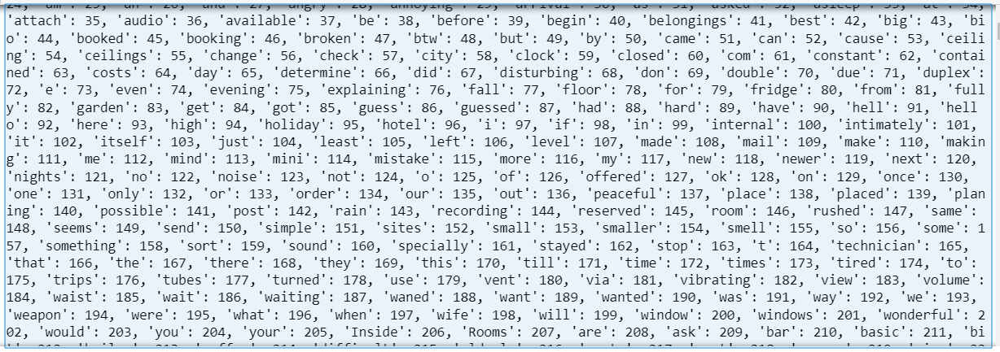 24, 'am': 25, 'an': 26, 'and': 27, 'angry': 28, 'annoying': 29, 'arrival': 30, 'as': 31, 'asked': 32, 'asleep': 33, 'at': 34,
'attach': 35, 'audio': 36, 'available': 37, 'be': 38, 'before': 39, 'begin': 40, 'belongings': 41, 'best': 42, 'big': 43, 'bi
o': 44, 'booked': 45, 'booking': 46, 'broken': 47, 'btw': 48, 'but': 49, 'by': 50, 'came': 51, 'can': 52, 'cause': 53, 'ceili
ng': 54, 'ceilings': 55, 'change': 56, 'check': 57, 'city': 58, 'clock': 59, 'closed': 60, 'com': 61, 'constant': 62, 'contai
ned': 63, 'costs': 64, 'day': 65, 'determine': 66, 'did': 67, 'disturbing': 68, 'don': 69, 'double': 70, 'due': 71, 'duplex':
72, 'e': 73, 'even': 74, 'evening': 75, 'explaining': 76, 'fall': 77, 'floor': 78, 'for': 79, 'fridge': 80, 'from': 81, 'full
y': 82, 'garden': 83, 'get': 84, 'got': 85, 'guess': 86, 'guessed': 87, 'had': 88, 'hard': 89, 'have': 90, 'hell': 91, 'hell
o': 92, 'here': 93, 'high': 94, 'holiday': 95, 'hotel': 96, 'i': 97, 'if': 98, 'in': 99, 'internal': 100, 'intimately': 101,
'it': 102, 'itself': 103, 'just': 104, 'least': 105, 'left': 106, 'level': 107, 'made': 108, 'mail': 109, 'make': 110, 'makin
g': 111, 'me': 112, 'mind': 113, 'mini': 114, 'mistake': 115, 'more': 116, 'my': 117, 'new': 118, 'newer': 119, 'next': 120,
'nights': 121, 'no': 122, 'noise': 123, 'not': 124, 'o': 125, 'of': 126, 'offered': 127, 'ok': 128, 'on': 129, 'once': 130,
'one': 131, 'only': 132, 'or': 133, 'order': 134, 'our': 135, 'out': 136, 'peaceful': 137, 'place': 138, 'placed': 139, 'plan
ing': 140, 'possible': 141, 'post': 142, 'rain': 143, 'recording': 144, 'reserved': 145, 'room': 146, 'rushed': 147, 'same':
148, 'seems': 149, 'send': 150, 'simple': 151, 'sites': 152, 'small': 153, 'smaller': 154, 'smell': 155, 'so': 156, 'some': 1
57, 'something': 158, 'sort': 159, 'sound': 160, 'specially': 161, 'stayed': 162, 'stop': 163, 't': 164, 'technician': 165,
'that': 166, 'the': 167, 'there': 168, 'they': 169, 'this': 170, 'till': 171, 'time': 172, 'times': 173, 'tired': 174, 'to':
175, 'trips': 176, 'tubes': 177, 'turned': 178, 'use': 179, 'vent': 180, 'via': 181, 'vibrating': 182, 'view': 183, 'volume':
184, 'waist': 185, 'wait': 186, 'waiting': 187, 'waned': 188, 'want': 189, 'wanted': 190, 'was': 191, 'way': 192, 'we': 193,
'weapon': 194, 'were': 195, 'what': 196, 'when': 197, 'wife': 198, 'will': 199, 'window': 200, 'windows': 201, 'wonderful': 2
02, 'would': 203, 'you': 204, 'your': 205, 'Inside': 206, 'Rooms': 207, 'are': 208, 'ask': 209, 'bar': 210, 'basic': 211, 'bi